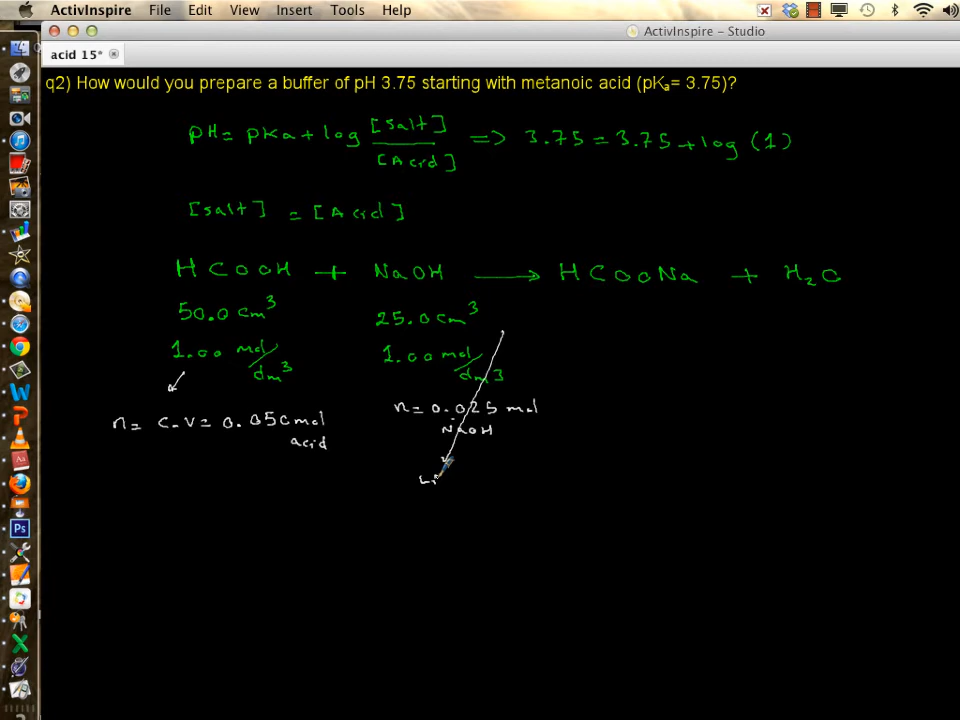 ActivInspire File Edit View Insert Tools Help
ActivInspire – Studio
acid 15*
q2) How would you prepare a buffer of pH 3.75 starting with metanoic acid (pKₐ= 3.75)?
pH= pKa + log [salt]/[Acid] => 3.75 = 3.75 + log (1)
[salt] = [Acid]
HCOOH + NaOH ⟶ HCOONa + H₂O
50.0 cm³ 25.0 cm³
1.00 mol/dm³ 1.00 mol/dm³
n= c.v= 0.050 mol n= 0.025 mol
acid NaOH